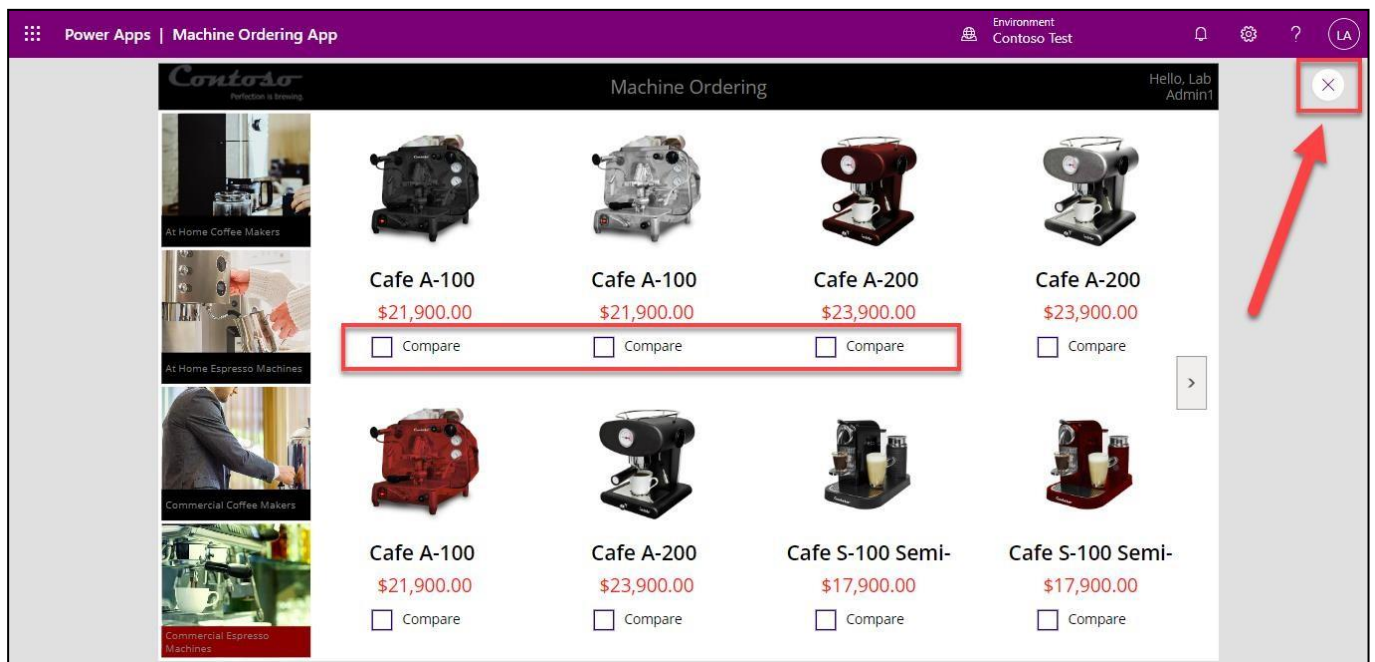 Power Apps | Machine Ordering App
Environment
Contoso Test
?
LA
Contoso
Perfection is brewing.
Machine Ordering
Hello, Lab
Admin1
At Home Coffee Makers
At Home Espresso Machines
Commercial Coffee Makers
Commercial Espresso
Machines
Cafe A-100
Cafe A-100
Cafe A-200
Cafe A-200
$21,900.00
$21,900.00
$23,900.00
$23,900.00
Compare
Compare
Compare
Compare
Cafe A-100
Cafe A-200
Cafe S-100 Semi-
Cafe S-100 Semi-
$21,900.00
$23,900.00
$17,900.00
$17,900.00
Compare
Compare
Compare
Compare